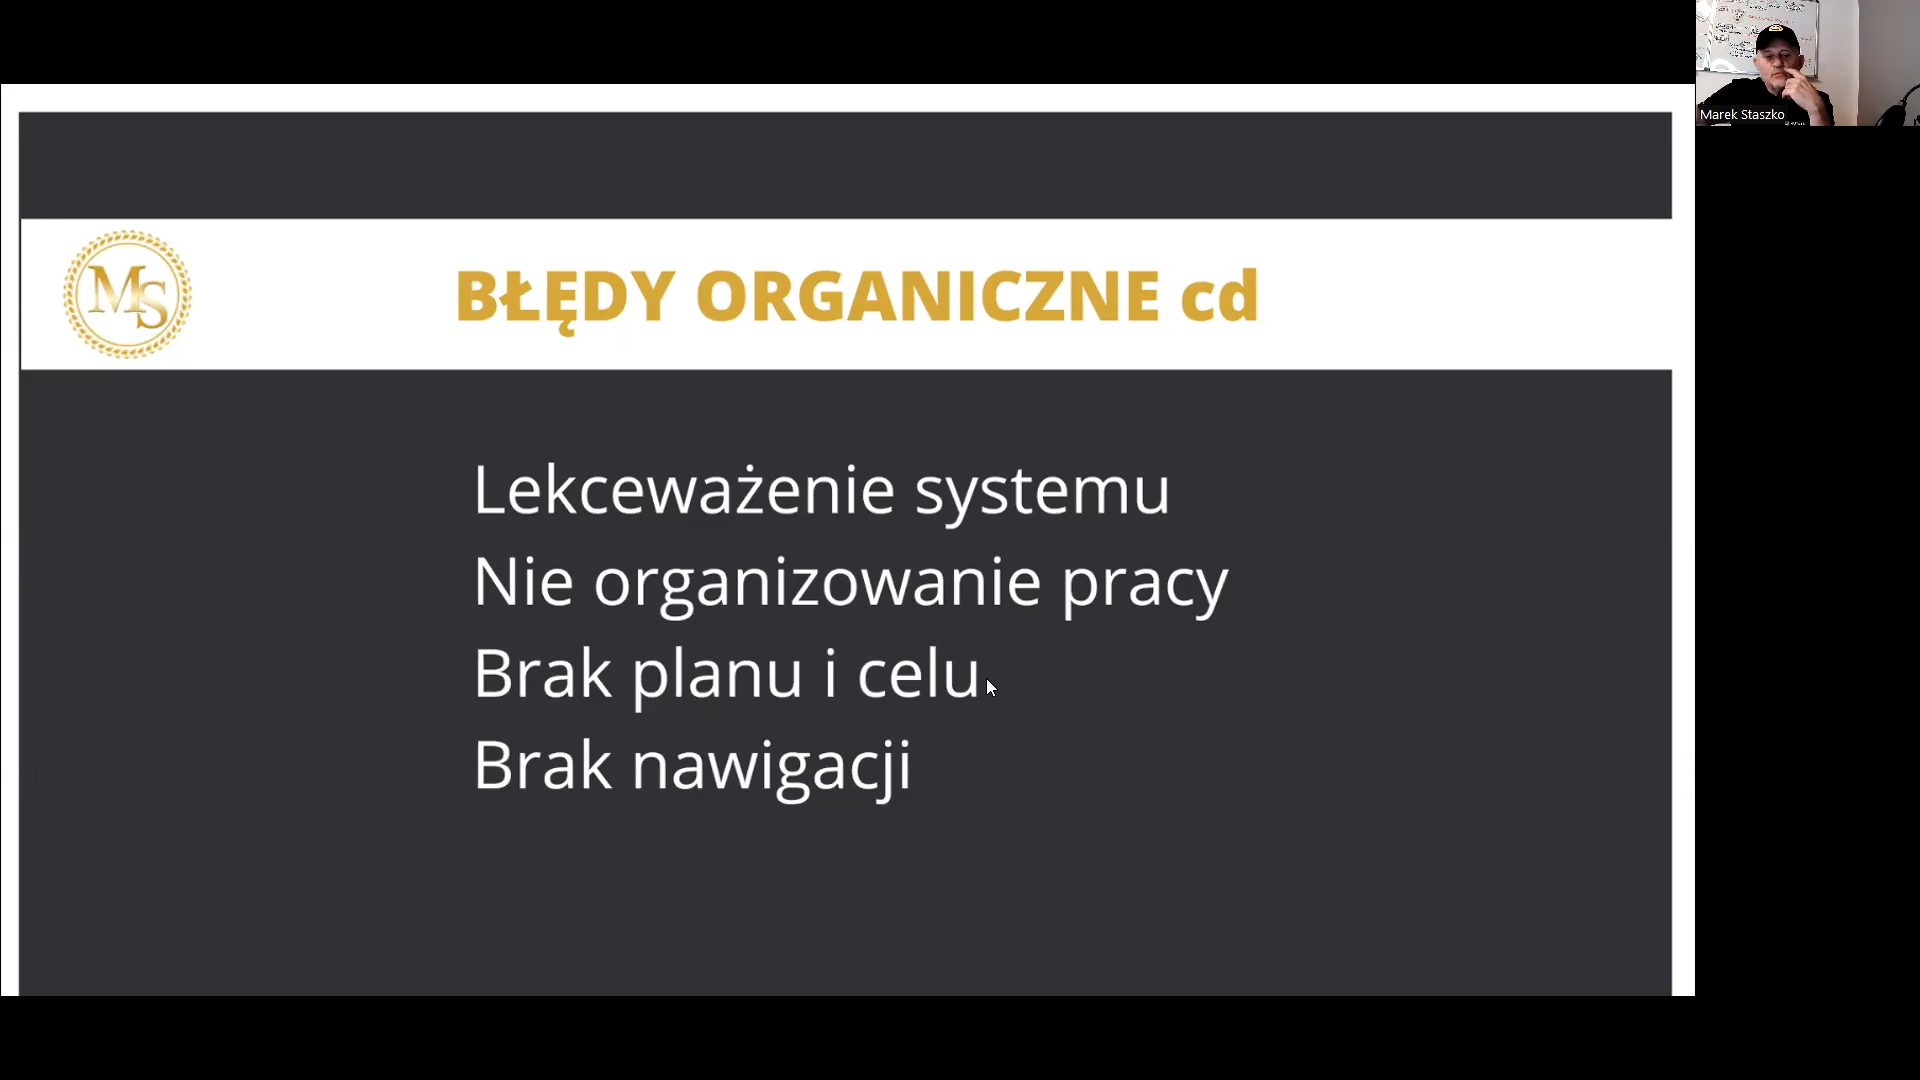 Marek Staszko
MS
BŁĘDY ORGANICZNE cd
Lekceważenie systemu
Nie organizowanie pracy
Brak planu i celu
Brak nawigacji